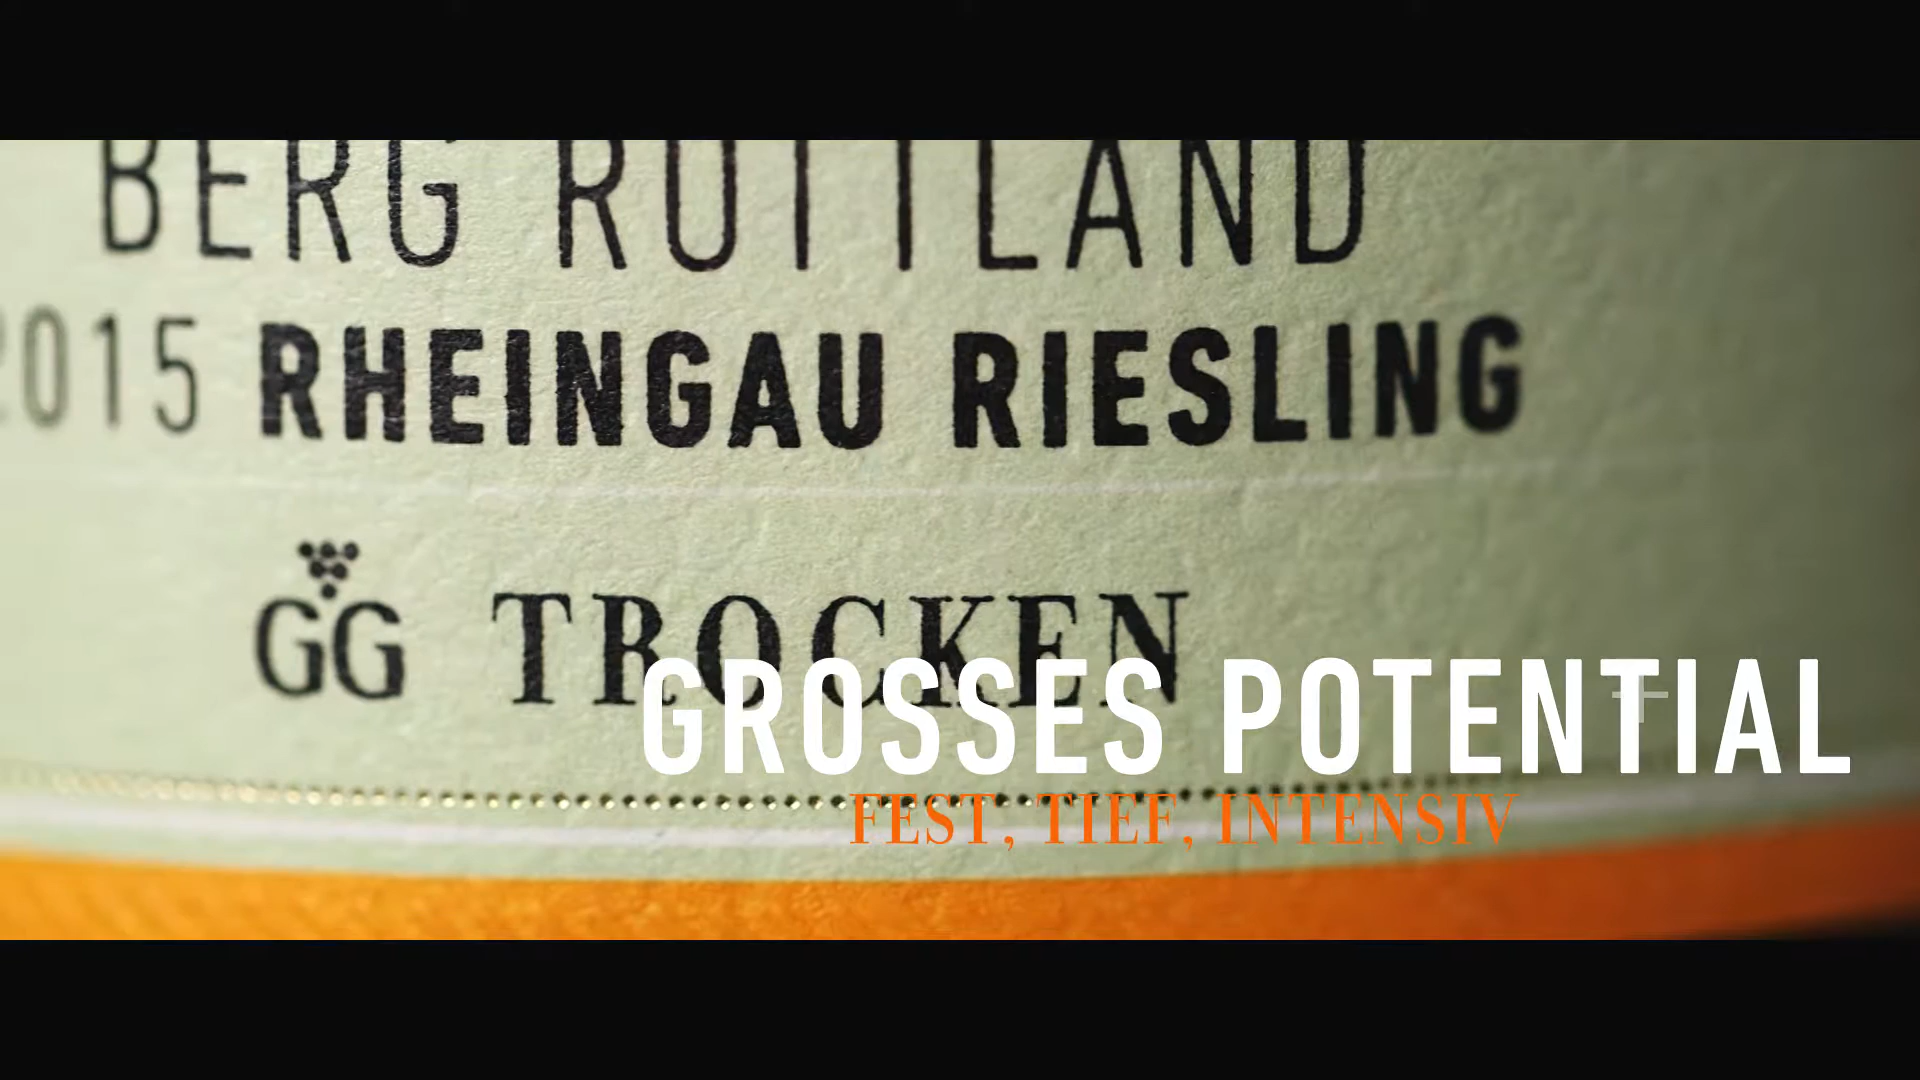 BERG ROTTLAND
2015 RHEINGAU RIESLING
GG TROCKEN
GROSSES POTENTIAL
FEST, TIEF, INTENSIV